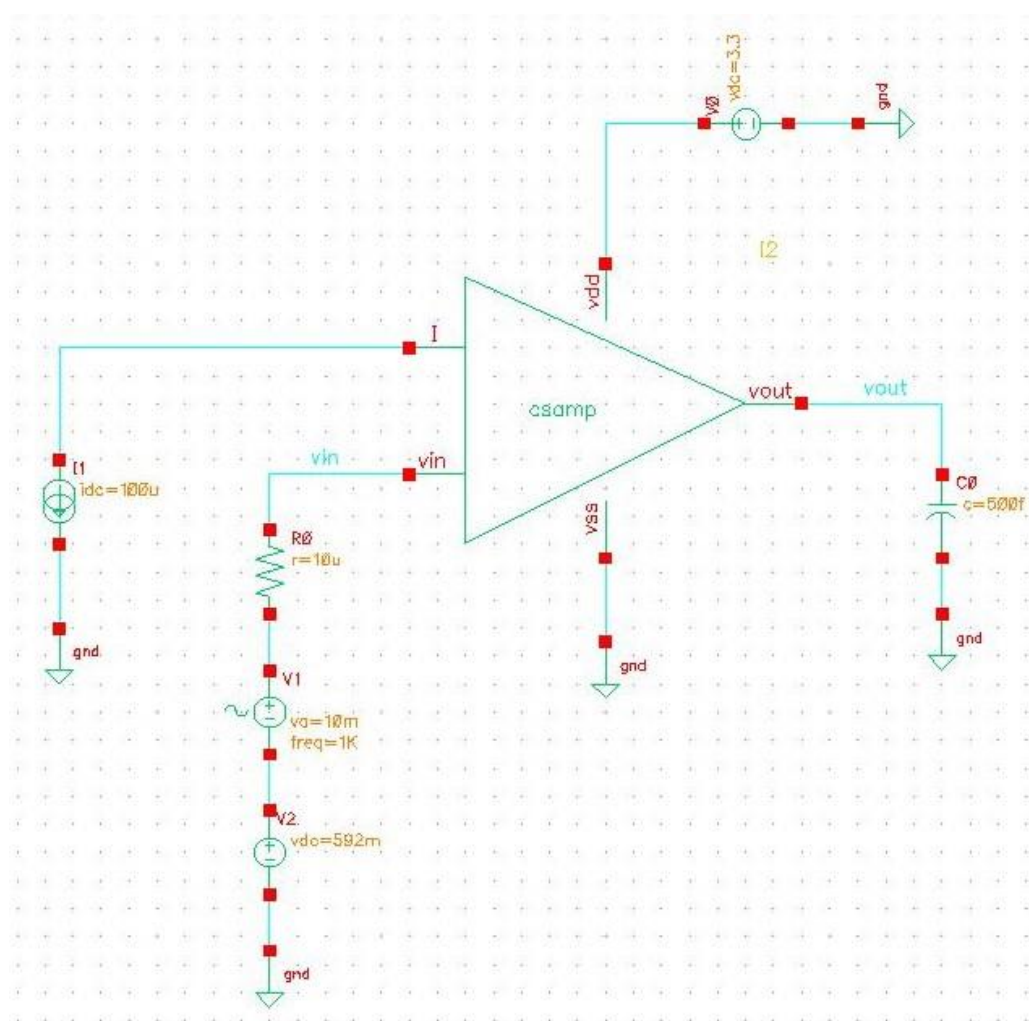 V0
vdc=3.3
gnd
I2
vdd
I
csamp
vout
vout
vin
vin
I1
idc=100u
C0
c=500f
vss
R0
r=10u
gnd
gnd
gnd
V1
va=10m
freq=1K
V2
vdc=592m
gnd